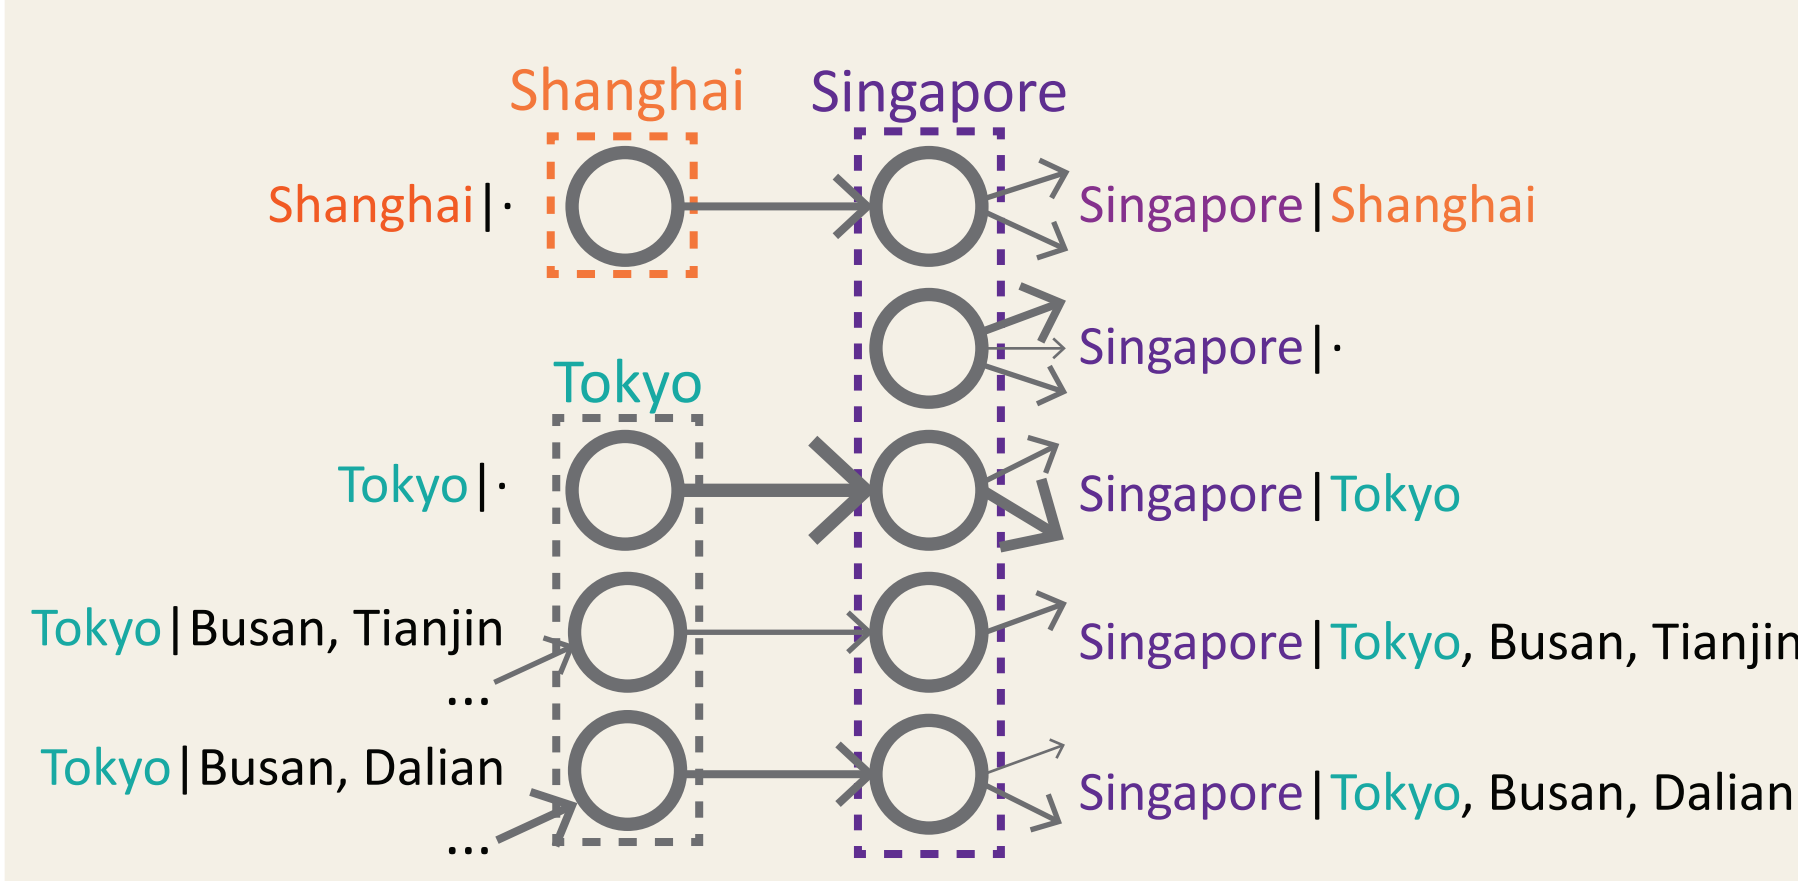 Shanghai Singapore
Shanghai|· Singapore|Shanghai
Singapore|·
Tokyo
Tokyo|· Singapore|Tokyo
Tokyo|Busan, Tianjin Singapore|Tokyo, Busan, Tianjin
...
Tokyo|Busan, Dalian Singapore|Tokyo, Busan, Dalian
...